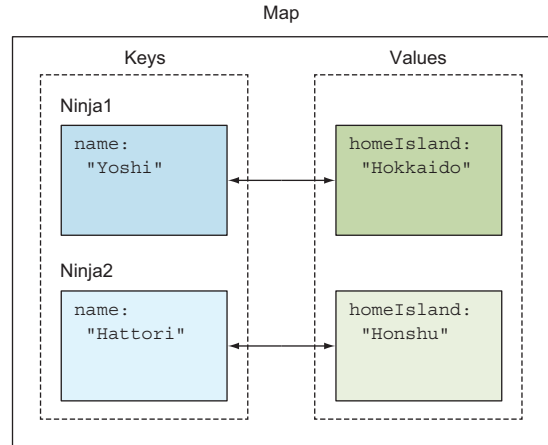 Map
Keys
Values
Ninja1
name:
"Yoshi"
homeIsland:
"Hokkaido"
Ninja2
name:
"Hattori"
homeIsland:
"Honshu"